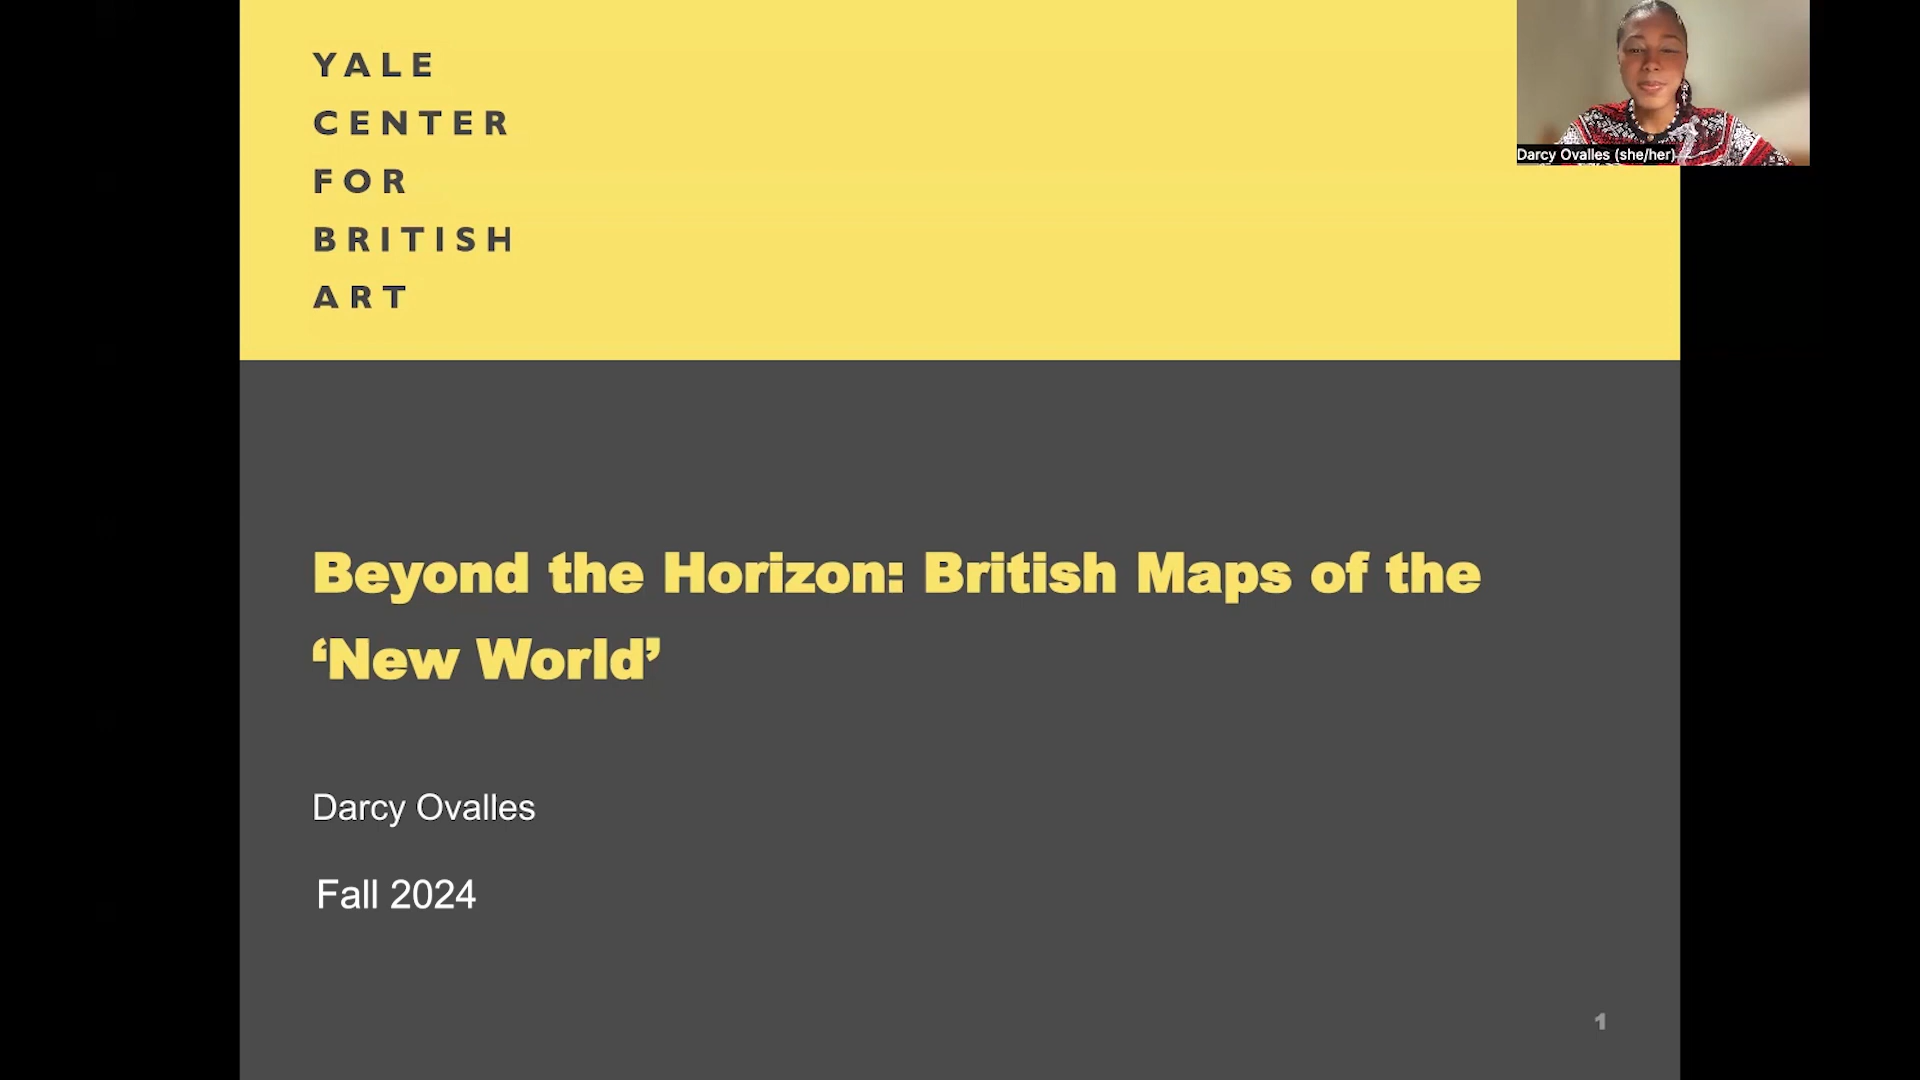 YALE
CENTER
FOR
BRITISH
ART
Darcy Ovalles (she/her)
Beyond the Horizon: British Maps of the
‘New World’
Darcy Ovalles
Fall 2024
1